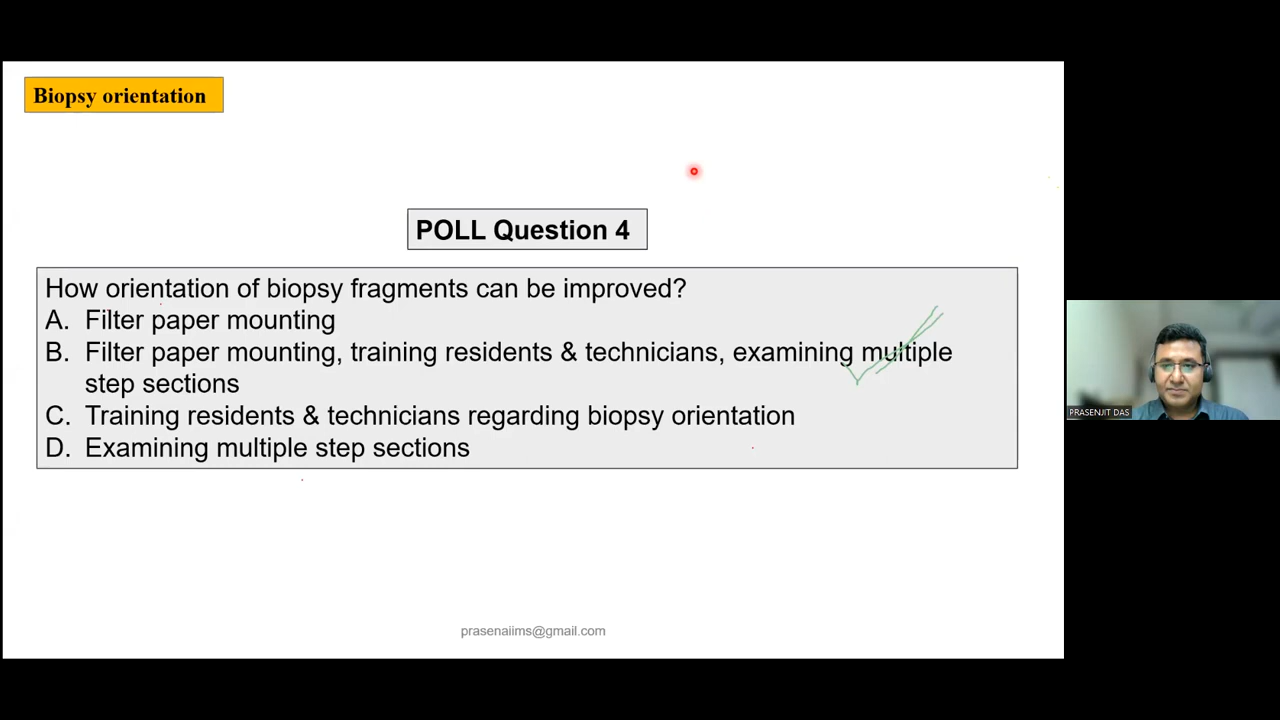 Biopsy orientation
POLL Question 4
How orientation of biopsy fragments can be improved?
A. Filter paper mounting
B. Filter paper mounting, training residents & technicians, examining multiple
step sections
C. Training residents & technicians regarding biopsy orientation
D. Examining multiple step sections
PRASENJIT DAS
prasenaiims@gmail.com